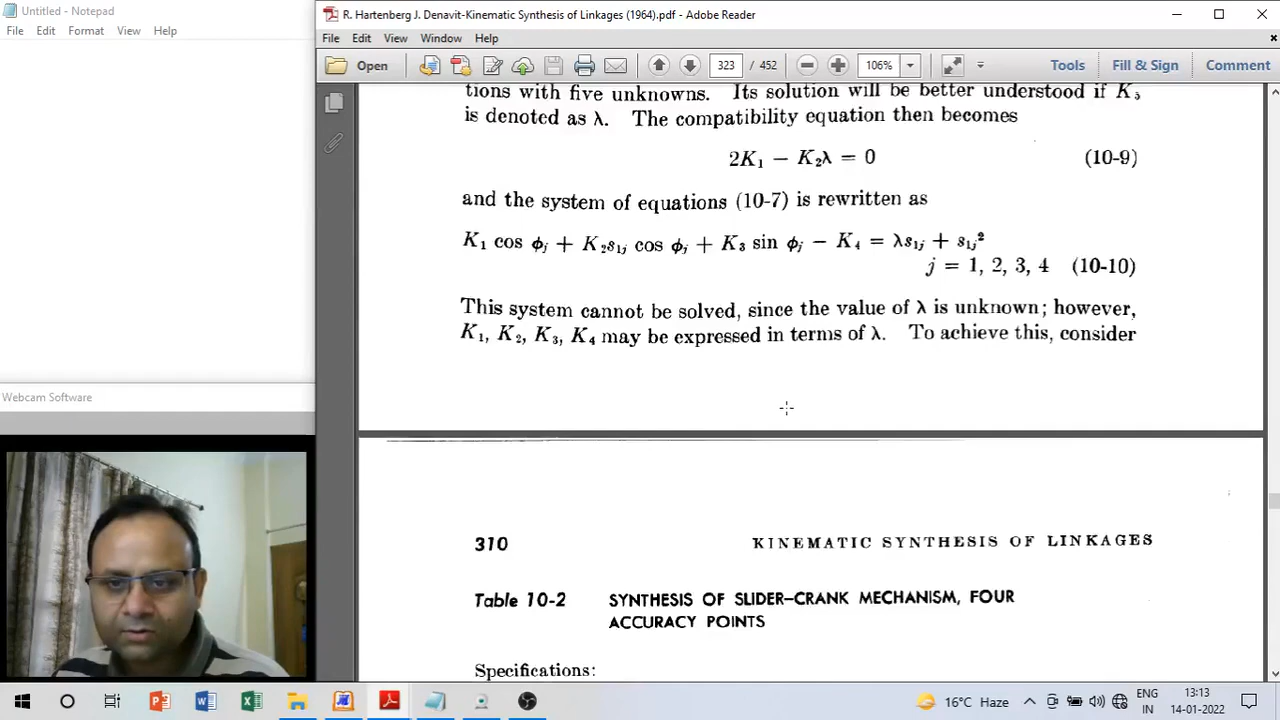 Untitled - Notepad
File Edit Format View Help
Webcam Software
R. Hartenberg J. Denavit-Kinematic Synthesis of Linkages (1964).pdf - Adobe Reader
File Edit View Window Help
Open 323 / 452 106% Tools Fill & Sign Comment
tions with five unknowns. Its solution will be better understood if K₃
is denoted as λ. The compatibility equation then becomes
2K₁ − K₂λ = 0 (10-9)
and the system of equations (10-7) is rewritten as
K₁ cos ϕⱼ + K₂s₁ⱼ cos ϕⱼ + K₃ sin ϕⱼ − K₄ = λs₁ⱼ + s₁ⱼ²
j = 1, 2, 3, 4 (10-10)
This system cannot be solved, since the value of λ is unknown; however,
K₁, K₂, K₃, K₄ may be expressed in terms of λ. To achieve this, consider
310 KINEMATIC SYNTHESIS OF LINKAGES
Table 10-2 SYNTHESIS OF SLIDER–CRANK MECHANISM, FOUR
ACCURACY POINTS
Specifications:
16°C Haze ENG IN 13:13 14-01-2022